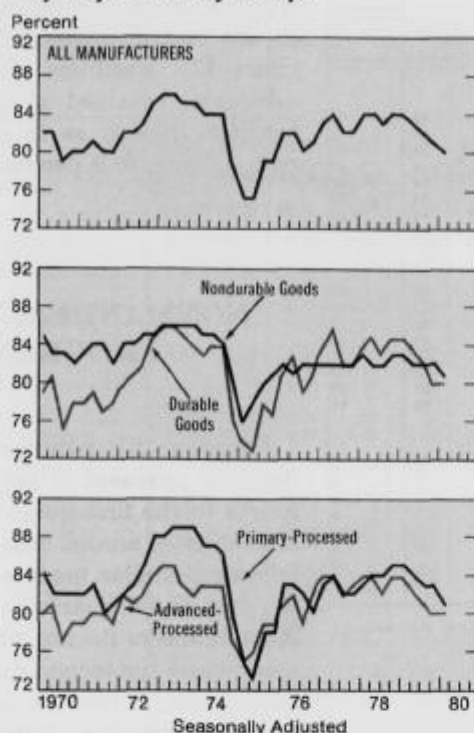 Percent
92
ALL MANUFACTURERS
88
84
80
76
72
92
Nondurable Goods
88
84
80
Durable
Goods
76
72
92
88
Primary-Processed
84
80
Advanced-
Processed
76
72
1970 72 74 76 78 80
Seasonally Adjusted